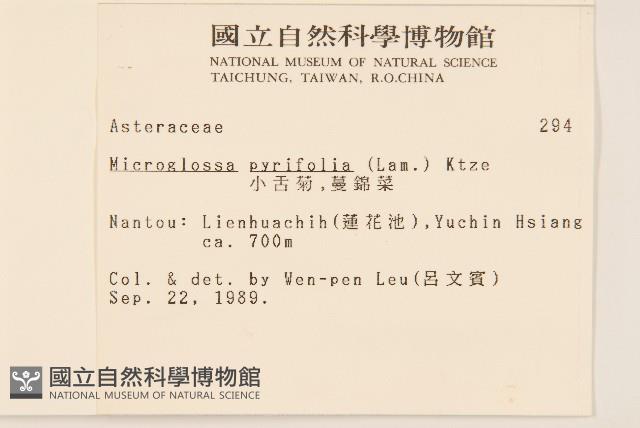 國立自然科學博物館
NATIONAL MUSEUM OF NATURAL SCIENCE
TAICHUNG, TAIWAN, R.O.CHINA
Asteraceae 294
Microglossa pyrifolia (Lam.) Ktze
小舌菊,蔓錦菜
Nantou: Lienhuachih(蓮花池),Yuchin Hsiang
ca. 700m
Col. & det. by Wen-pen Leu(呂文賓)
Sep. 22, 1989.
國立自然科學博物館
NATIONAL MUSEUM OF NATURAL SCIENCE